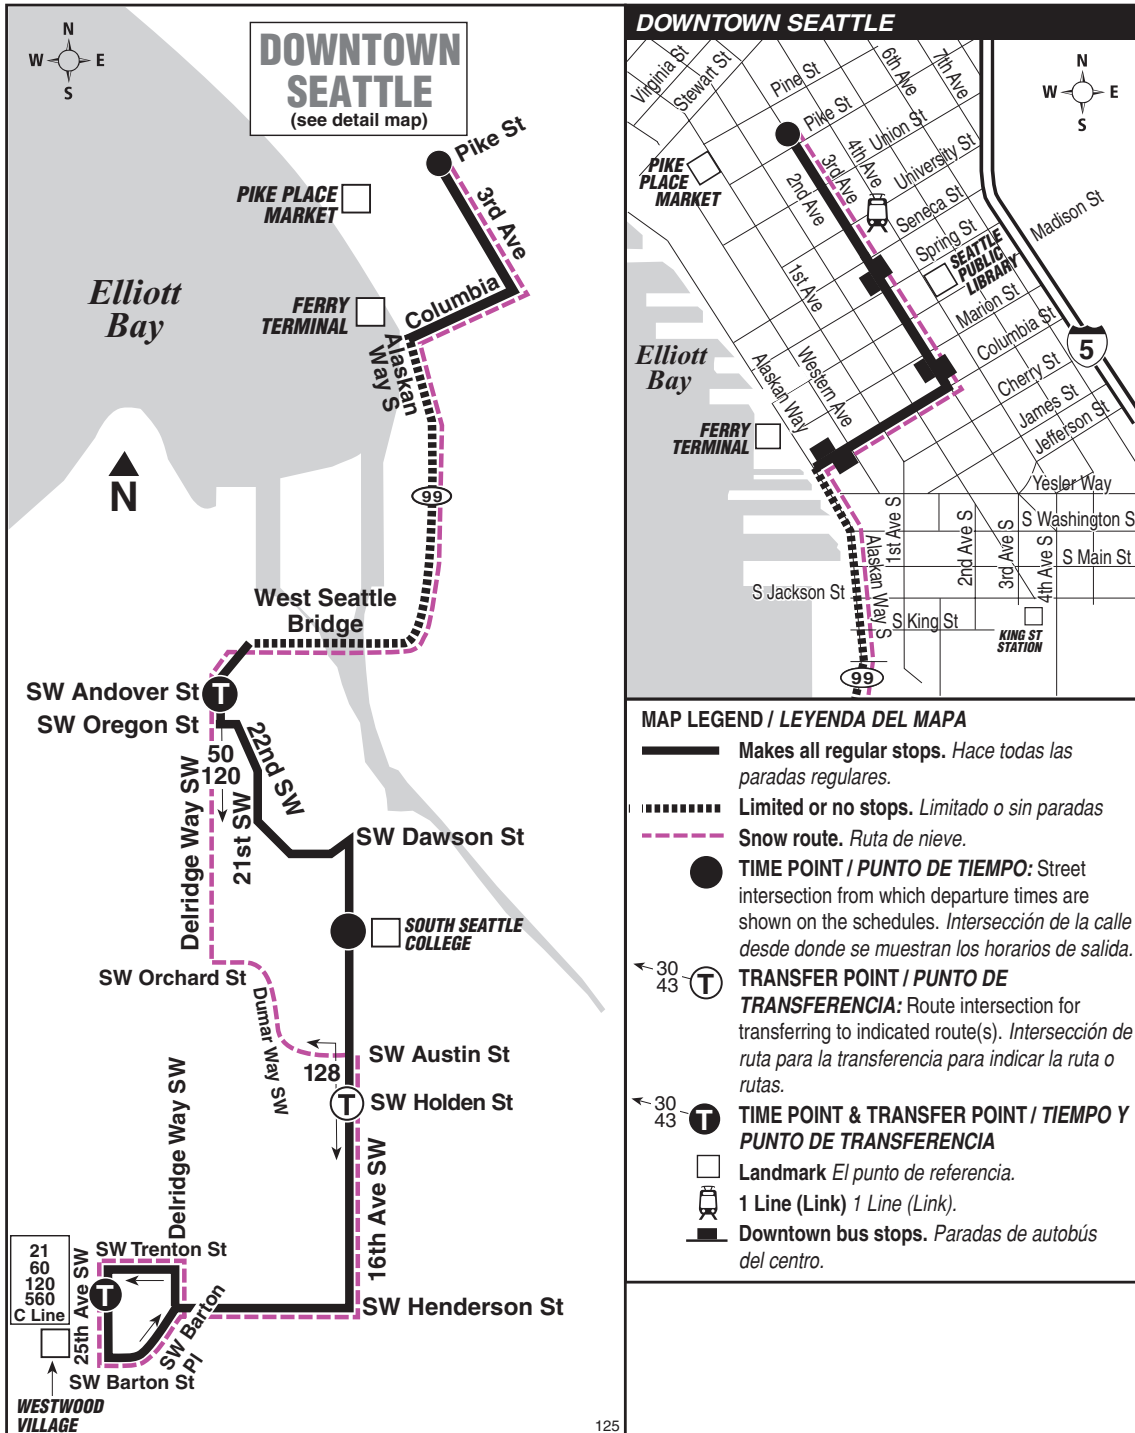 N
W E
S
DOWNTOWN
SEATTLE
(see detail map)
Pike St
PIKE PLACE
MARKET
3rd Ave
Elliott
Bay
FERRY
TERMINAL
Columbia
Alaskan
Way S
N
99
West Seattle
Bridge
SW Andover St
T
SW Oregon St
50
120
22nd SW
21st SW
Delridge Way SW
SW Dawson St
SOUTH SEATTLE
COLLEGE
SW Orchard St
Dumar Way SW
SW Austin St
128
T
SW Holden St
Delridge Way SW
16th Ave SW
21
60
120
560
C Line
SW Trenton St
25th Ave SW
T
SW Henderson St
SW Barton
Pl
SW Barton St
WESTWOOD
VILLAGE
125
DOWNTOWN SEATTLE
N
W E
S
Virginia St
Stewart St
Pine St
6th Ave
7th Ave
Pike St
Union St
University St
PIKE
PLACE
MARKET
4th Ave
3rd Ave
2nd Ave
Seneca St
Spring St
Madison St
SEATTLE
PUBLIC
LIBRARY
1st Ave
Marion St
Columbia St
5
Elliott
Bay
Western Ave
Alaskan Way
Cherry St
James St
Jefferson St
FERRY
TERMINAL
Yesler Way
S Washington S
1st Ave S
2nd Ave S
3rd Ave S
4th Ave S
S Main St
Alaskan Way S
S Jackson St
S King St
KING ST
STATION
99
MAP LEGEND / LEYENDA DEL MAPA
Makes all regular stops. Hace todas las
paradas regulares.
Limited or no stops. Limitado o sin paradas
Snow route. Ruta de nieve.
TIME POINT / PUNTO DE TIEMPO: Street
intersection from which departure times are
shown on the schedules. Intersección de la calle
desde donde se muestran los horarios de salida.
30
43
T
TRANSFER POINT / PUNTO DE
TRANSFERENCIA: Route intersection for
transferring to indicated route(s). Intersección de
ruta para la transferencia para indicar la ruta o
rutas.
30
43
T
TIME POINT & TRANSFER POINT / TIEMPO Y
PUNTO DE TRANSFERENCIA
Landmark El punto de referencia.
1 Line (Link) 1 Line (Link).
Downtown bus stops. Paradas de autobús
del centro.